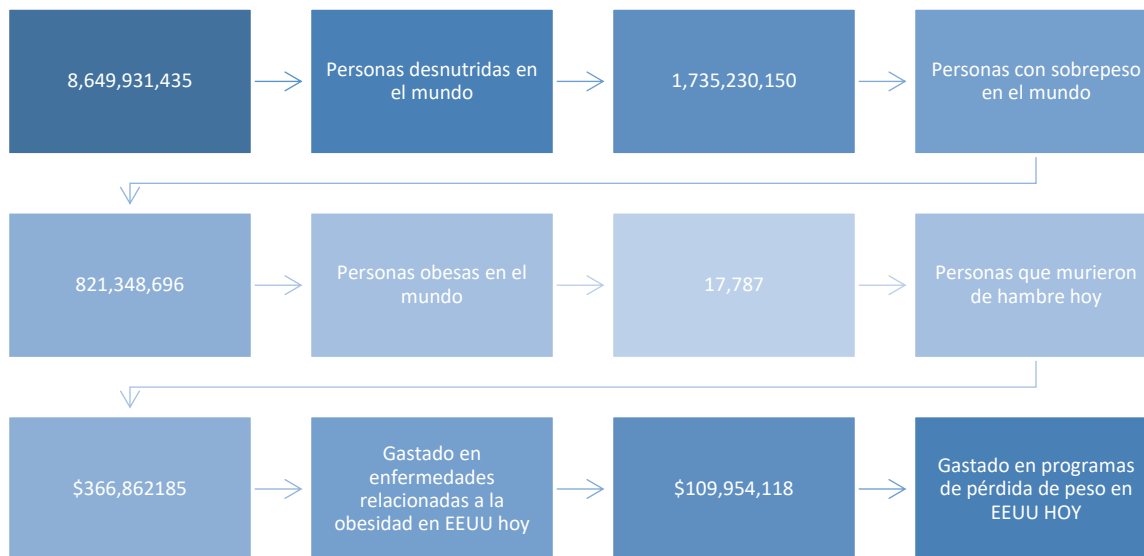 8,649,931,435
Personas desnutridas en
el mundo
1,735,230,150
Personas con sobrepeso
en el mundo
821,348,696
Personas obesas en el
mundo
17,787
Personas que murieron
de hambre hoy
$366,862185
Gastado en
enfermedades
relacionadas a la
obesidad en EEUU hoy
$109,954,118
Gastado en programas
de pérdida de peso en
EEUU HOY